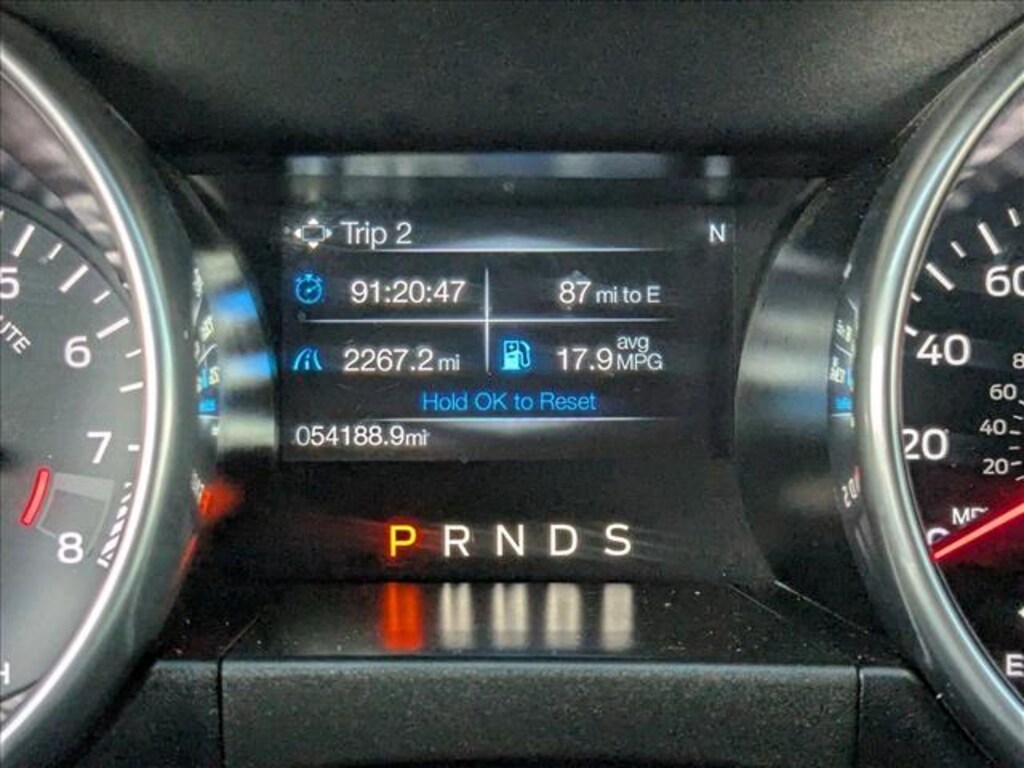 Trip 2 N
91:20:47 87 mi to E
2267.2 mi 17.9 avg MPG
Hold OK to Reset
054188.9mi
P R N D S
5
6
7
8
60
40
20
60
40
20